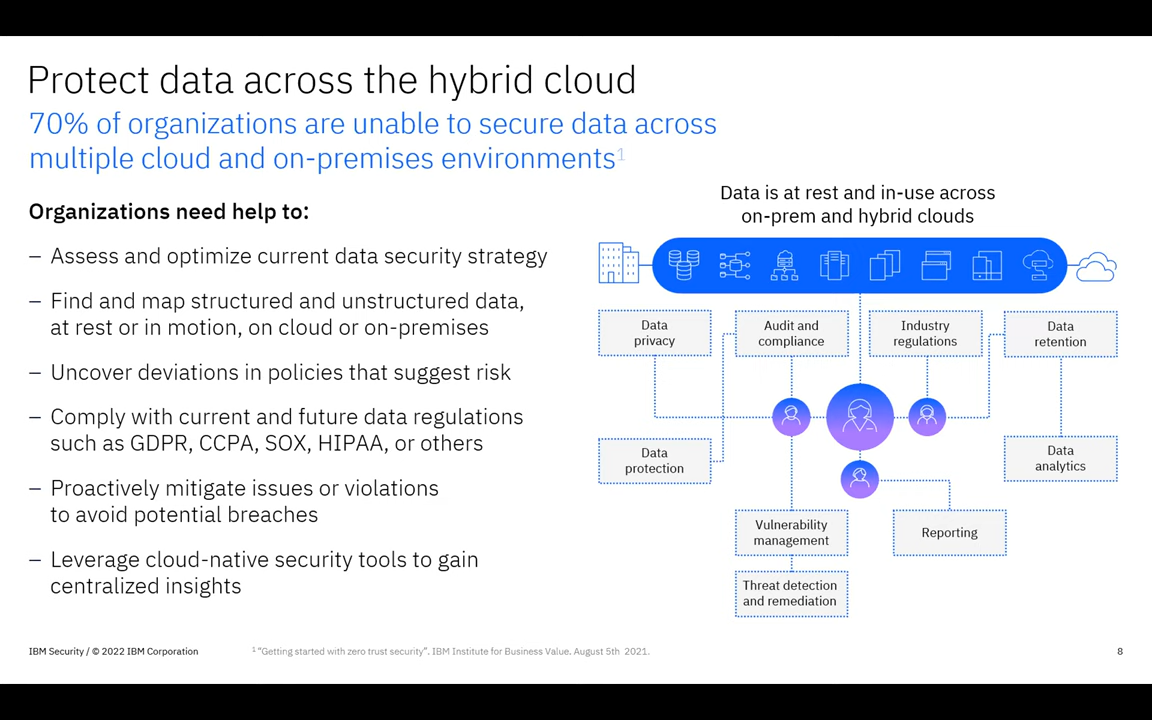 Protect data across the hybrid cloud
70% of organizations are unable to secure data across
multiple cloud and on-premises environments¹
Organizations need help to:
– Assess and optimize current data security strategy
– Find and map structured and unstructured data,
at rest or in motion, on cloud or on-premises
– Uncover deviations in policies that suggest risk
– Comply with current and future data regulations
such as GDPR, CCPA, SOX, HIPAA, or others
– Proactively mitigate issues or violations
to avoid potential breaches
– Leverage cloud-native security tools to gain
centralized insights
Data is at rest and in-use across
on-prem and hybrid clouds
Data
privacy
Audit and
compliance
Industry
regulations
Data
retention
Data
protection
Data
analytics
Vulnerability
management
Reporting
Threat detection
and remediation
IBM Security / © 2022 IBM Corporation
¹ "Getting started with zero trust security", IBM Institute for Business Value, August 5th 2021.
8